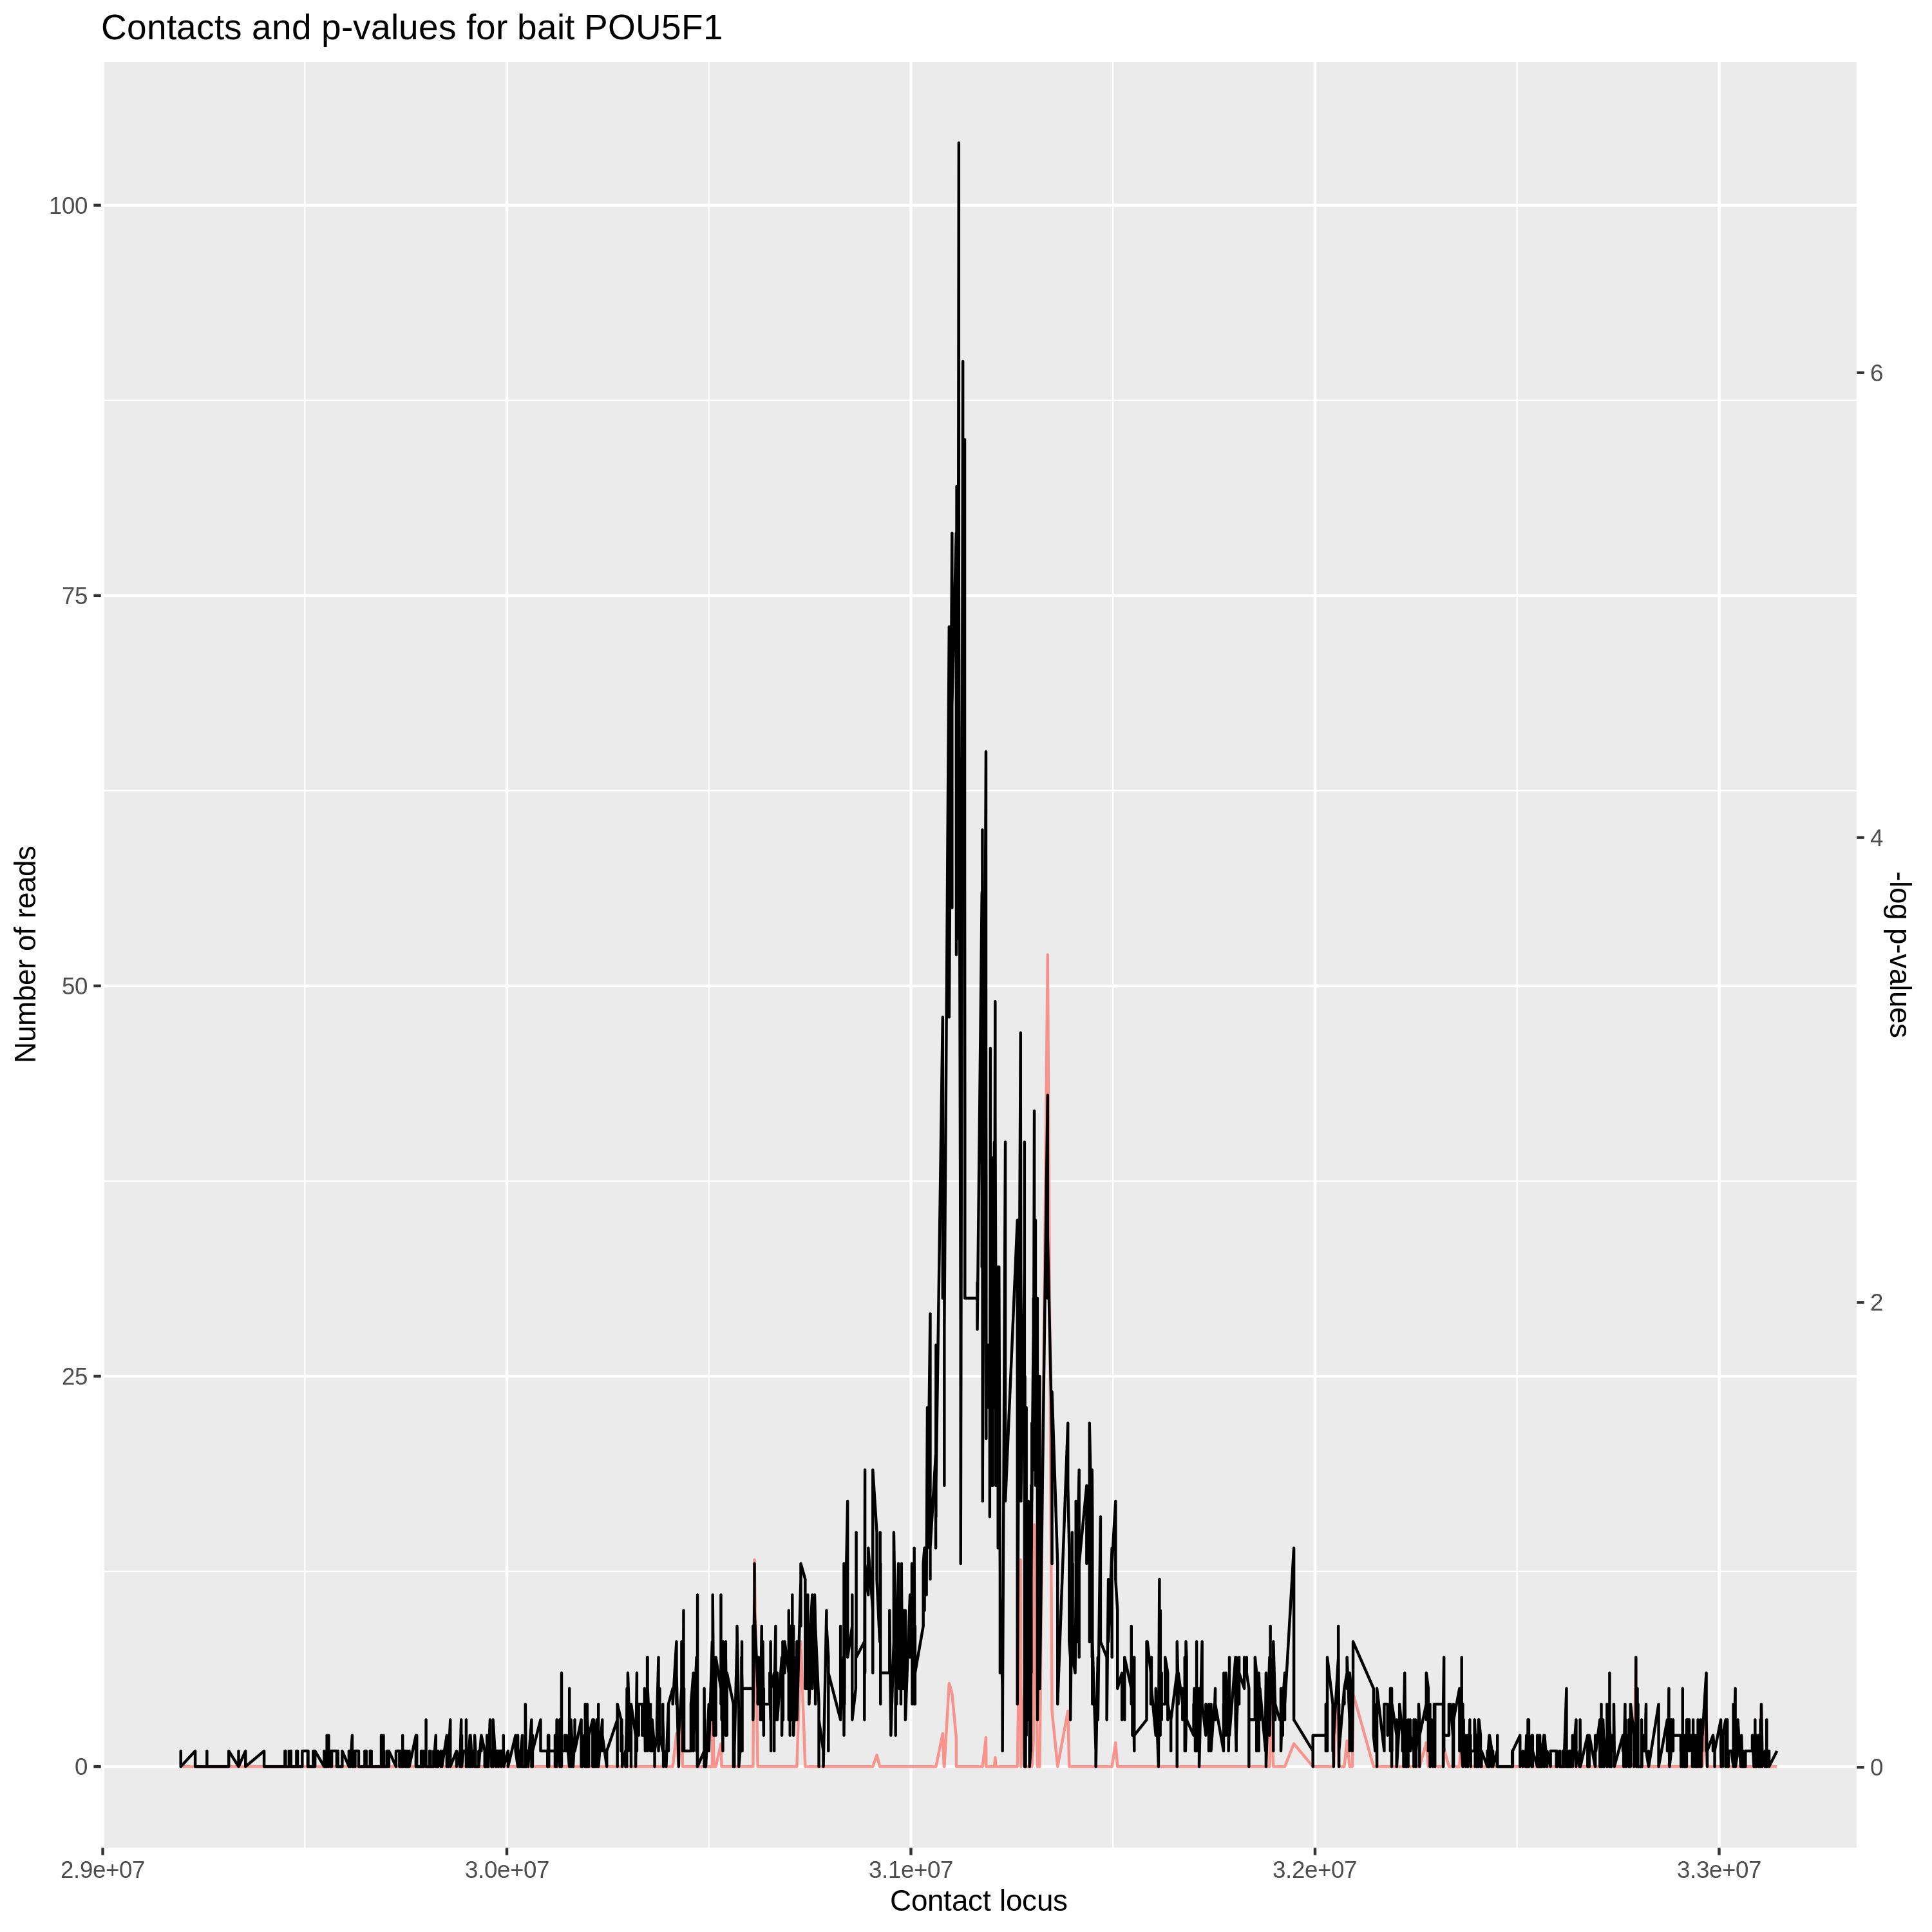 Contacts and p-values for bait POU5F1
100
75
50
25
0
Number of reads
6
4
2
0
-log p-values
2.9e+07 3.0e+07 3.1e+07 3.2e+07 3.3e+07
Contact locus